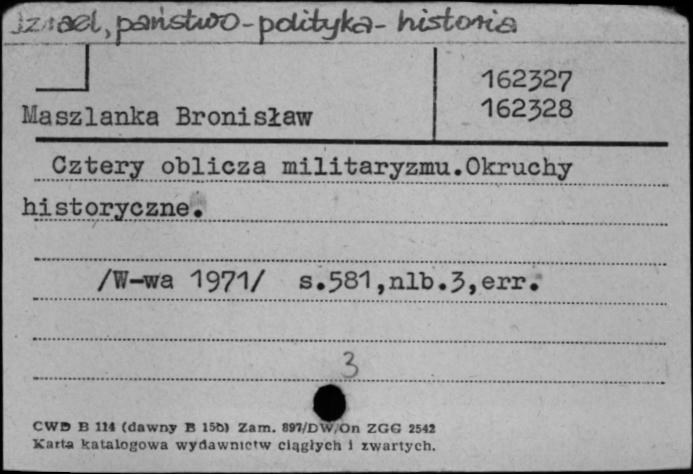 Izrael, państwo - polityka - historia
162327
162328
Maszlanka Bronisław
Cztery oblicza militaryzmu.Okruchy
historyczne.
/W-wa 1971/ s.581,nlb.3,err.
3
CWD B 114 (dawny B 15b) Zam. 897/DW/On ZGG 2542
Karta katalogowa wydawnictw ciągłych i zwartych.